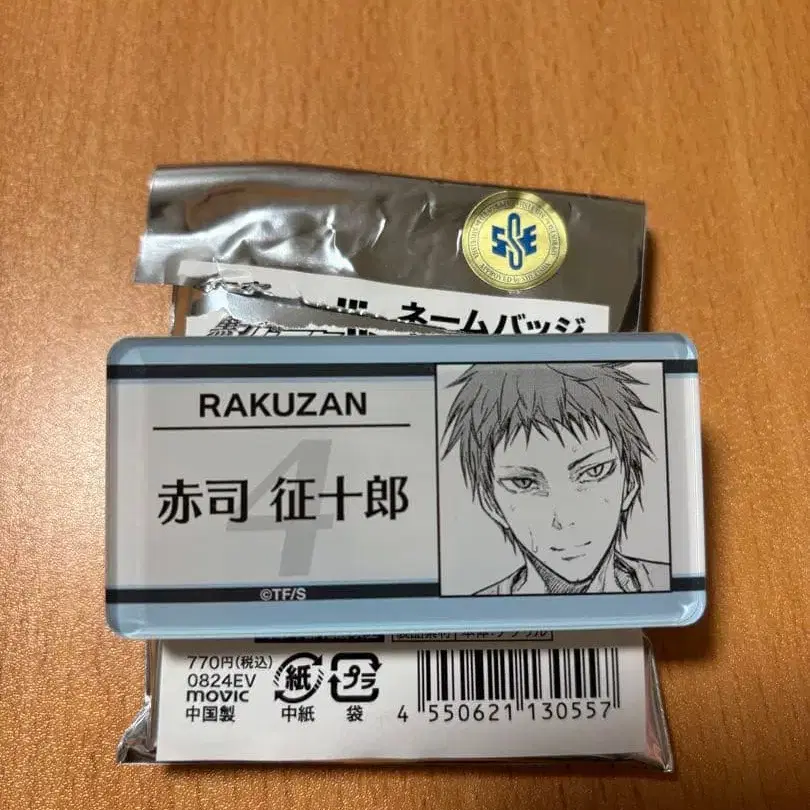 SSE
ネームバッジ
RAKUZAN
4
赤司 征十郎
©TF/S
770円(税込)
0824EV
movic
中国製
紙
中紙
プラ
袋
4 550621 130557